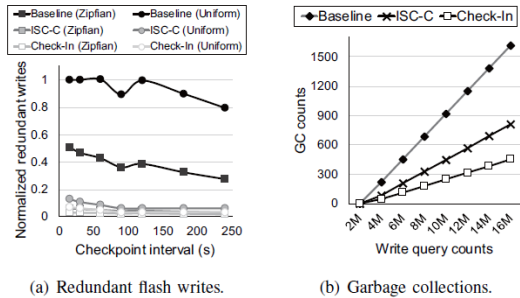 Baseline (Zipfian) Baseline (Uniform)
ISC-C (Zipfian) ISC-C (Uniform)
Check-In (Zipfian) Check-In (Uniform)
Normalized redundant writes
1
0.8
0.6
0.4
0.2
0
0 50 100 150 200 250
Checkpoint interval (s)
(a) Redundant flash writes.
Baseline ISC-C Check-In
GC counts
1500
1200
900
600
300
0
2M 4M 6M 8M 10M 12M 14M 16M
Write query counts
(b) Garbage collections.